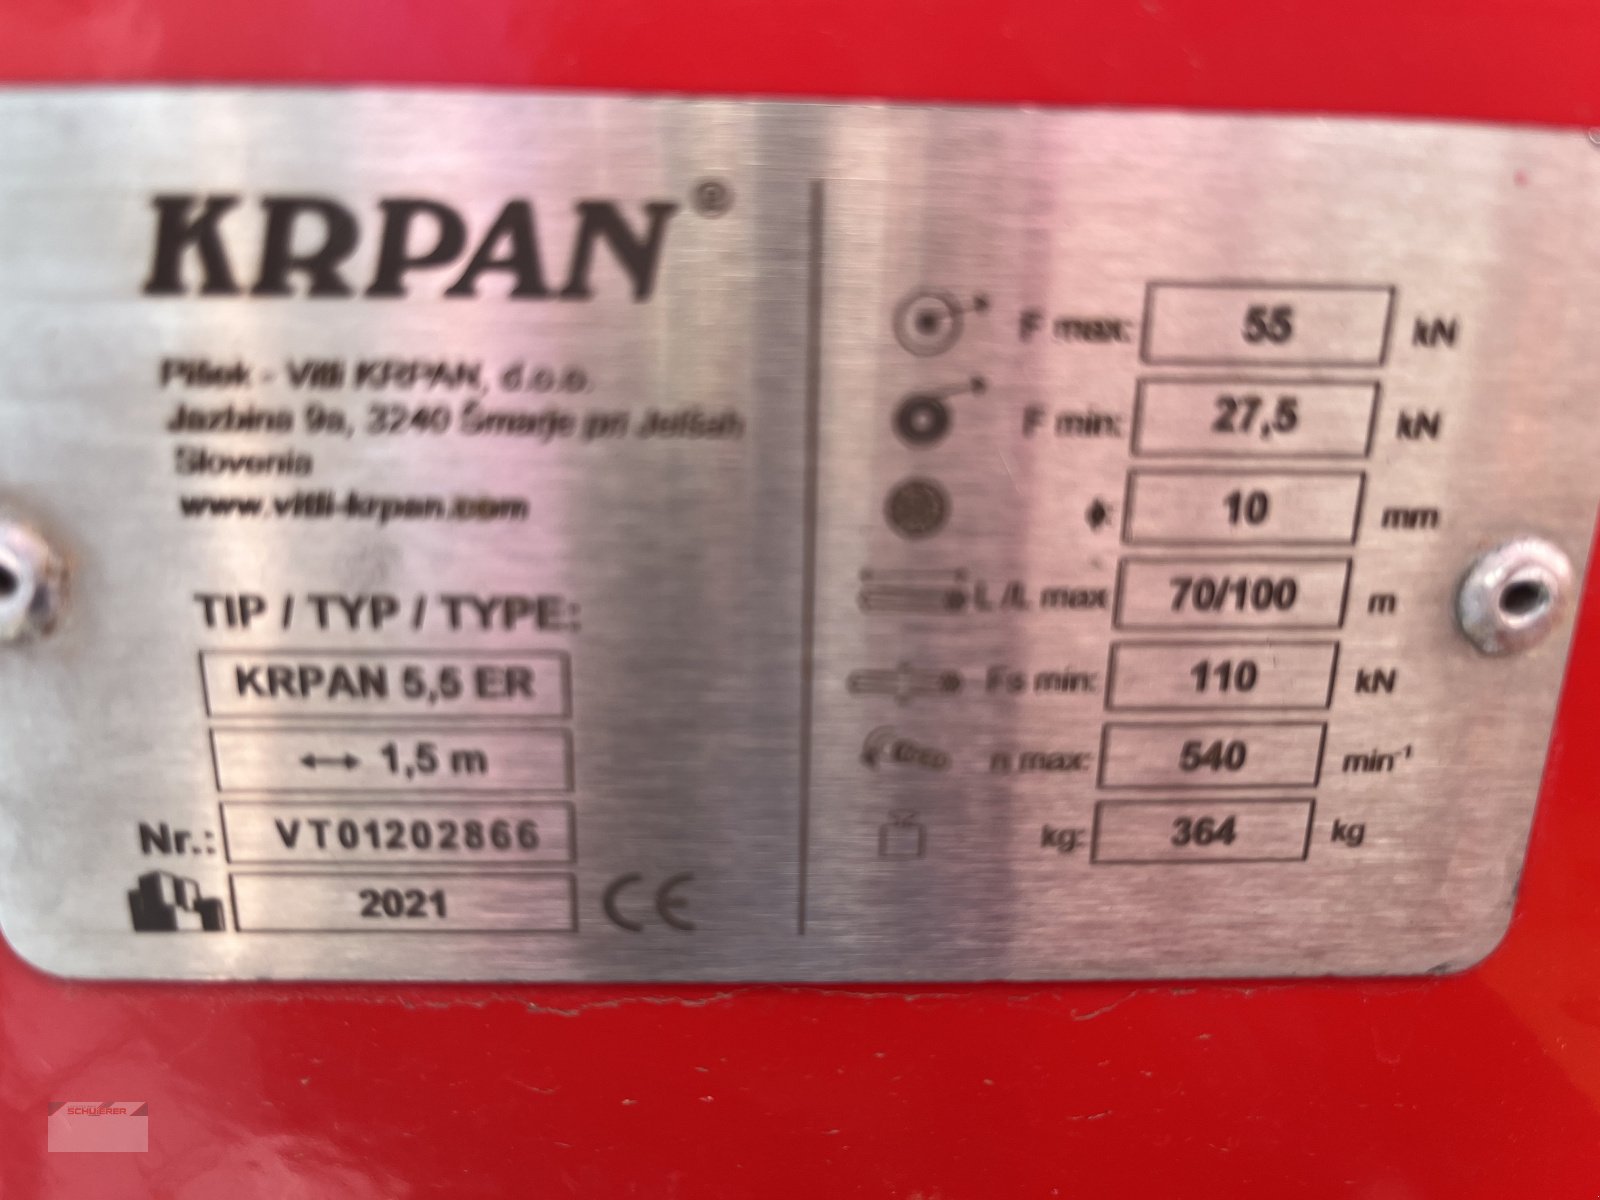 KRPAN®
Pišek - Vitli KRPAN, d.o.o.
Jazbina 9a, 3240 Šmarje pri Jelšah
Slovenia
www.vitli-krpan.com
TIP / TYP / TYPE:
KRPAN 5,5 ER
↔ 1,5 m
Nr.: VT01202866
2021 CE
F max: 55 kN
F min: 27,5 kN
ϕ: 10 mm
L /L max 70/100 m
Fs min: 110 kN
n max: 540 min⁻¹
kg: 364 kg
SCHUIERER